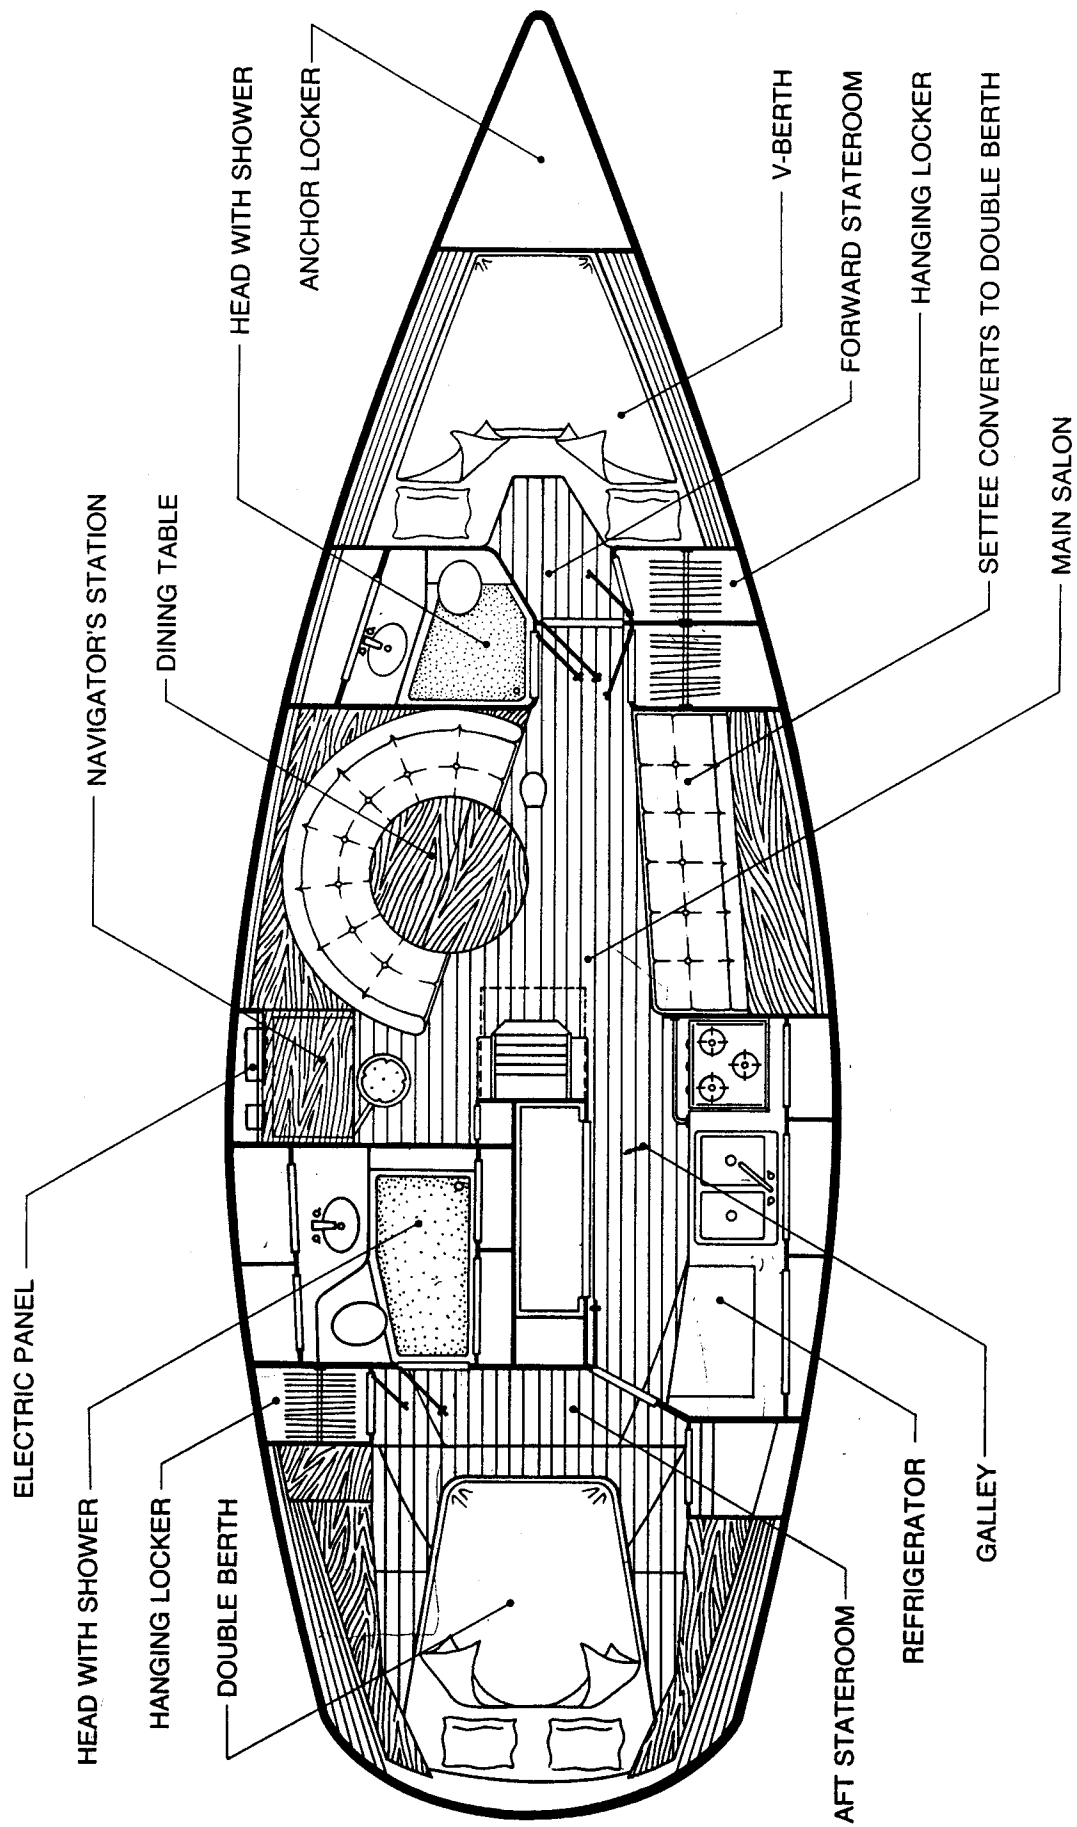 ELECTRIC PANEL
HEAD WITH SHOWER
NAVIGATOR'S STATION
HANGING LOCKER
DINING TABLE
DOUBLE BERTH
HEAD WITH SHOWER
ANCHOR LOCKER
V-BERTH
AFT STATEROOM
FORWARD STATEROOM
REFRIGERATOR
HANGING LOCKER
GALLEY
SETTEE CONVERTS TO DOUBLE BERTH
MAIN SALON